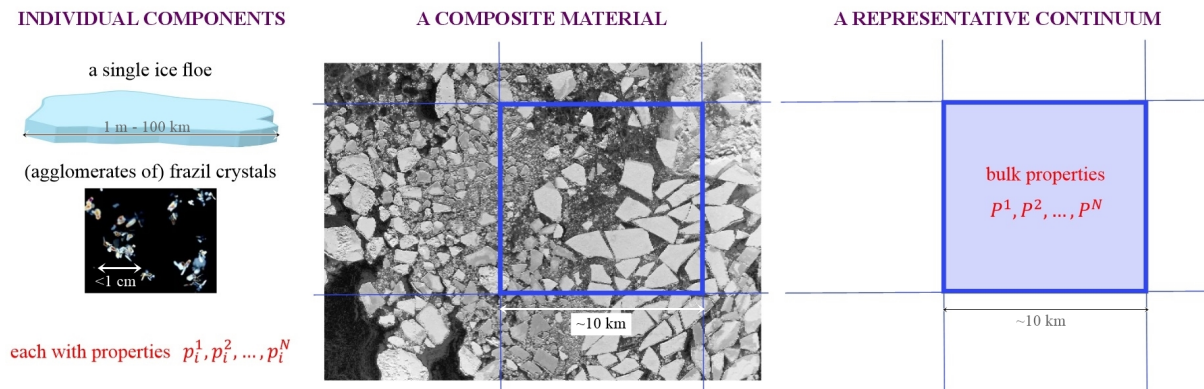 INDIVIDUAL COMPONENTS
a single ice floe
1 m - 100 km
(agglomerates of) frazil crystals
<1 cm
each with properties p_i^1, p_i^2, ..., p_i^N
A COMPOSITE MATERIAL
~10 km
A REPRESENTATIVE CONTINUUM
bulk properties
P^1, P^2, ..., P^N
~10 km